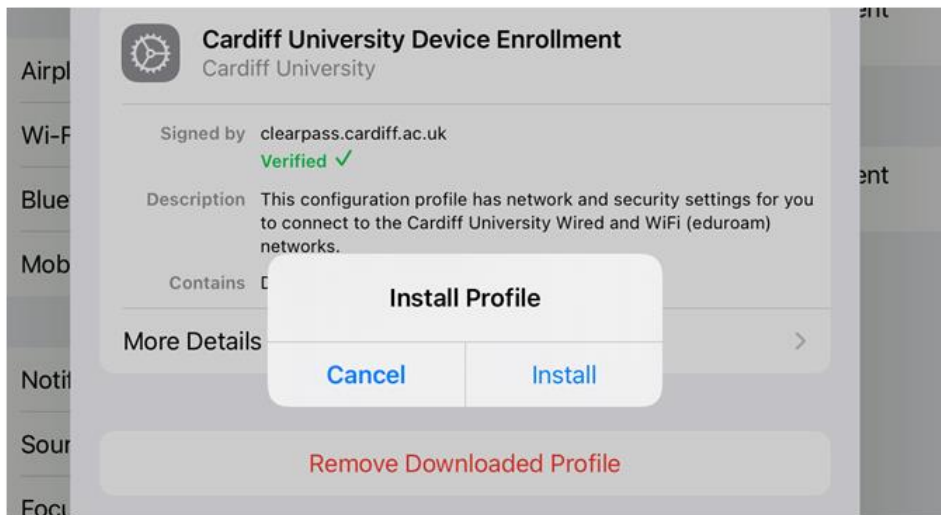 Cardiff University Device Enrollment
Cardiff University
Signed by clearpass.cardiff.ac.uk
Verified ✓
Description This configuration profile has network and security settings for you
to connect to the Cardiff University Wired and WiFi (eduroam)
networks.
Contains
More Details
Install Profile
Cancel Install
Remove Downloaded Profile
Airpl
Wi-F
Blue
Mob
Notif
Sour
Focu
ent
ent